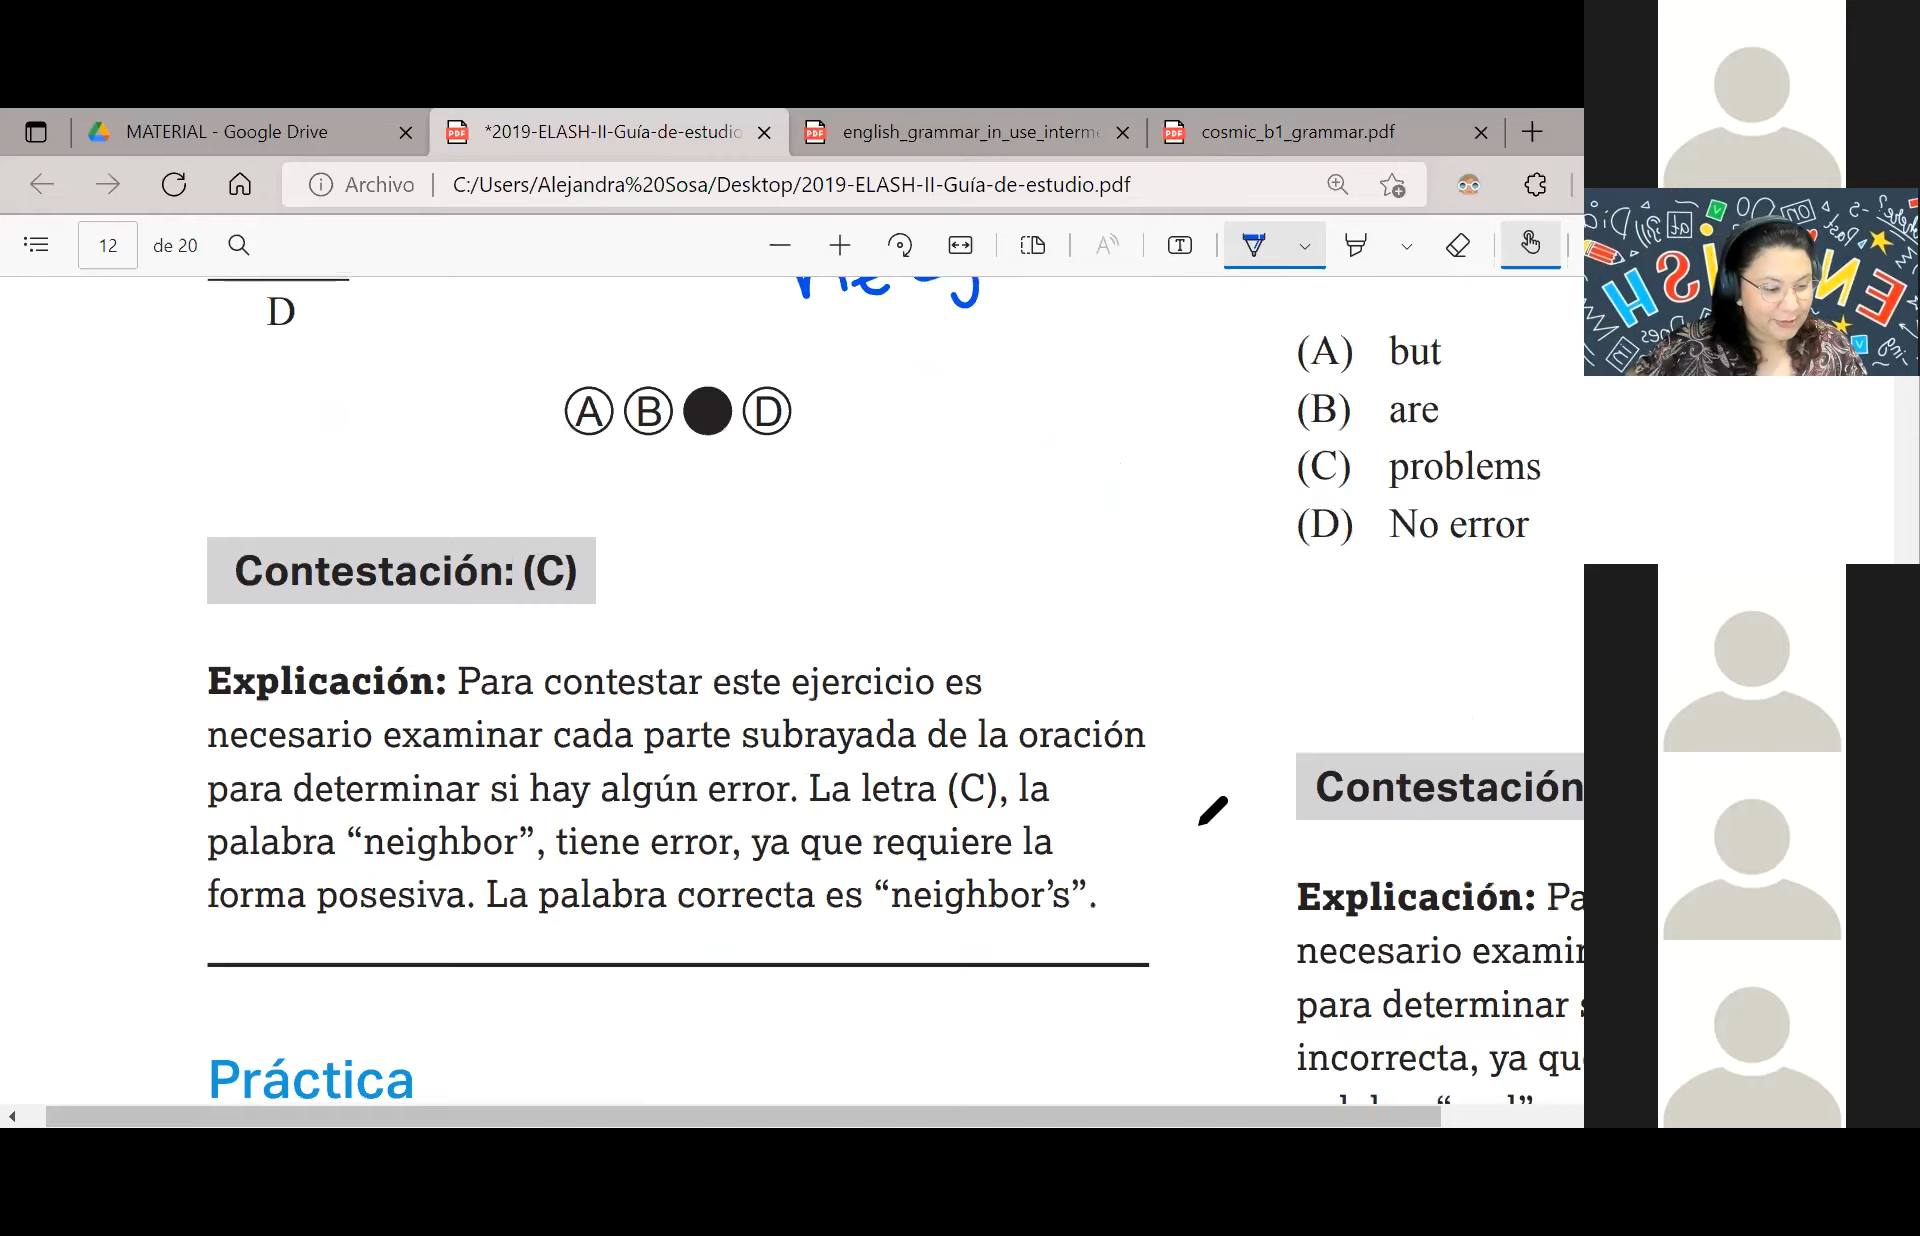 MATERIAL - Google Drive
*2019-ELASH-II-Guía-de-estudio
english_grammar_in_use_interme
cosmic_b1_grammar.pdf
Archivo
C:/Users/Alejandra%20Sosa/Desktop/2019-ELASH-II-Guía-de-estudio.pdf
12 de 20
D
A B D
Contestación: (C)
Explicación: Para contestar este ejercicio es
necesario examinar cada parte subrayada de la oración
para determinar si hay algún error. La letra (C), la
palabra “neighbor”, tiene error, ya que requiere la
forma posesiva. La palabra correcta es “neighbor’s”.
Práctica
(A) but
(B) are
(C) problems
(D) No error
Contestación
Explicación: Pa
necesario examin
para determinar
incorrecta, ya qu
ENGLISH